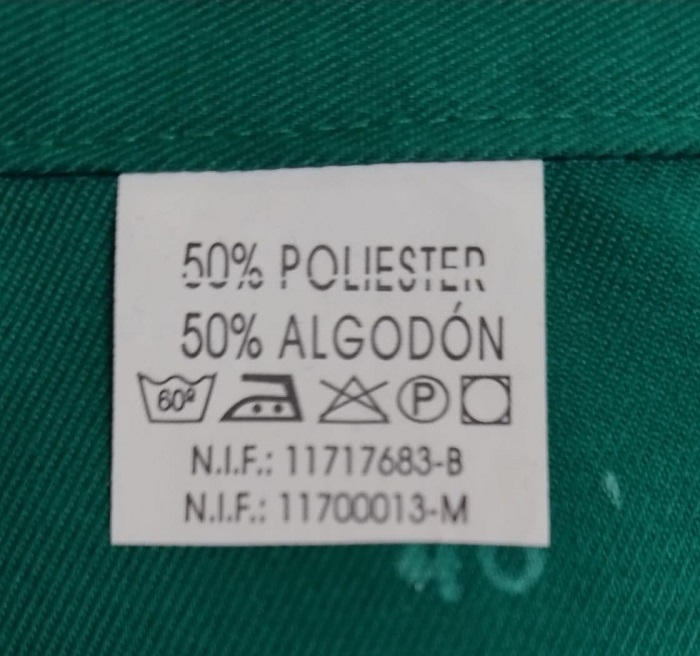 50% POLIESTER
50% ALGODÓN
60º P
N.I.F.: 11717683-B
N.I.F.: 11700013-M